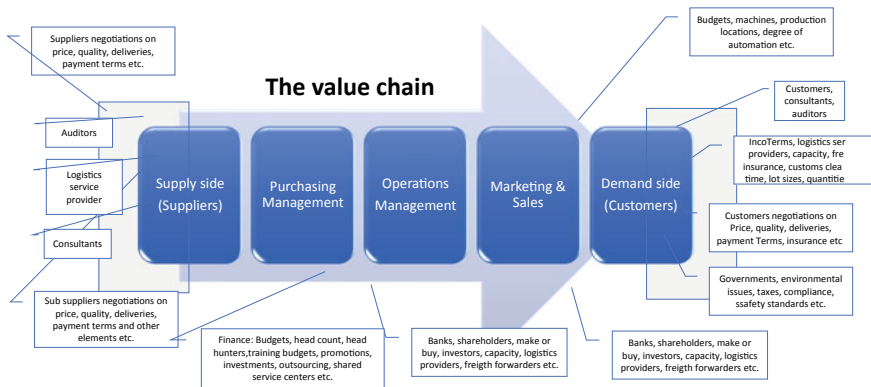 Suppliers negotiations on
price, quality, deliveries,
payment terms etc.
Budgets, machines, production
locations, degree of
automation etc.
The value chain
Customers,
consultants,
auditors
Auditors
Logistics
service
provider
Consultants
Supply side
(Suppliers)
Purchasing
Management
Operations
Management
Marketing &
Sales
Demand side
(Customers)
IncoTerms, logistics ser
providers, capacity, fre
insurance, customs clea
time, lot sizes, quantitie
Customers negotiations on
Price, quality, deliveries,
payment Terms, insurance etc
Governments, environmental
issues, taxes, compliance,
ssafety standards etc.
Sub suppliers negotiations on
price, quality, deliveries,
payment terms and other
elements etc.
Finance: Budgets, head count, head
hunters,training budgets, promotions,
investments, outsourcing, shared
service centers etc.
Banks, shareholders, make or
buy, investors, capacity, logistics
providers, freigth forwarders etc.
Banks, shareholders, make or
buy, investors, capacity, logistics
providers, freigth forwarders etc.